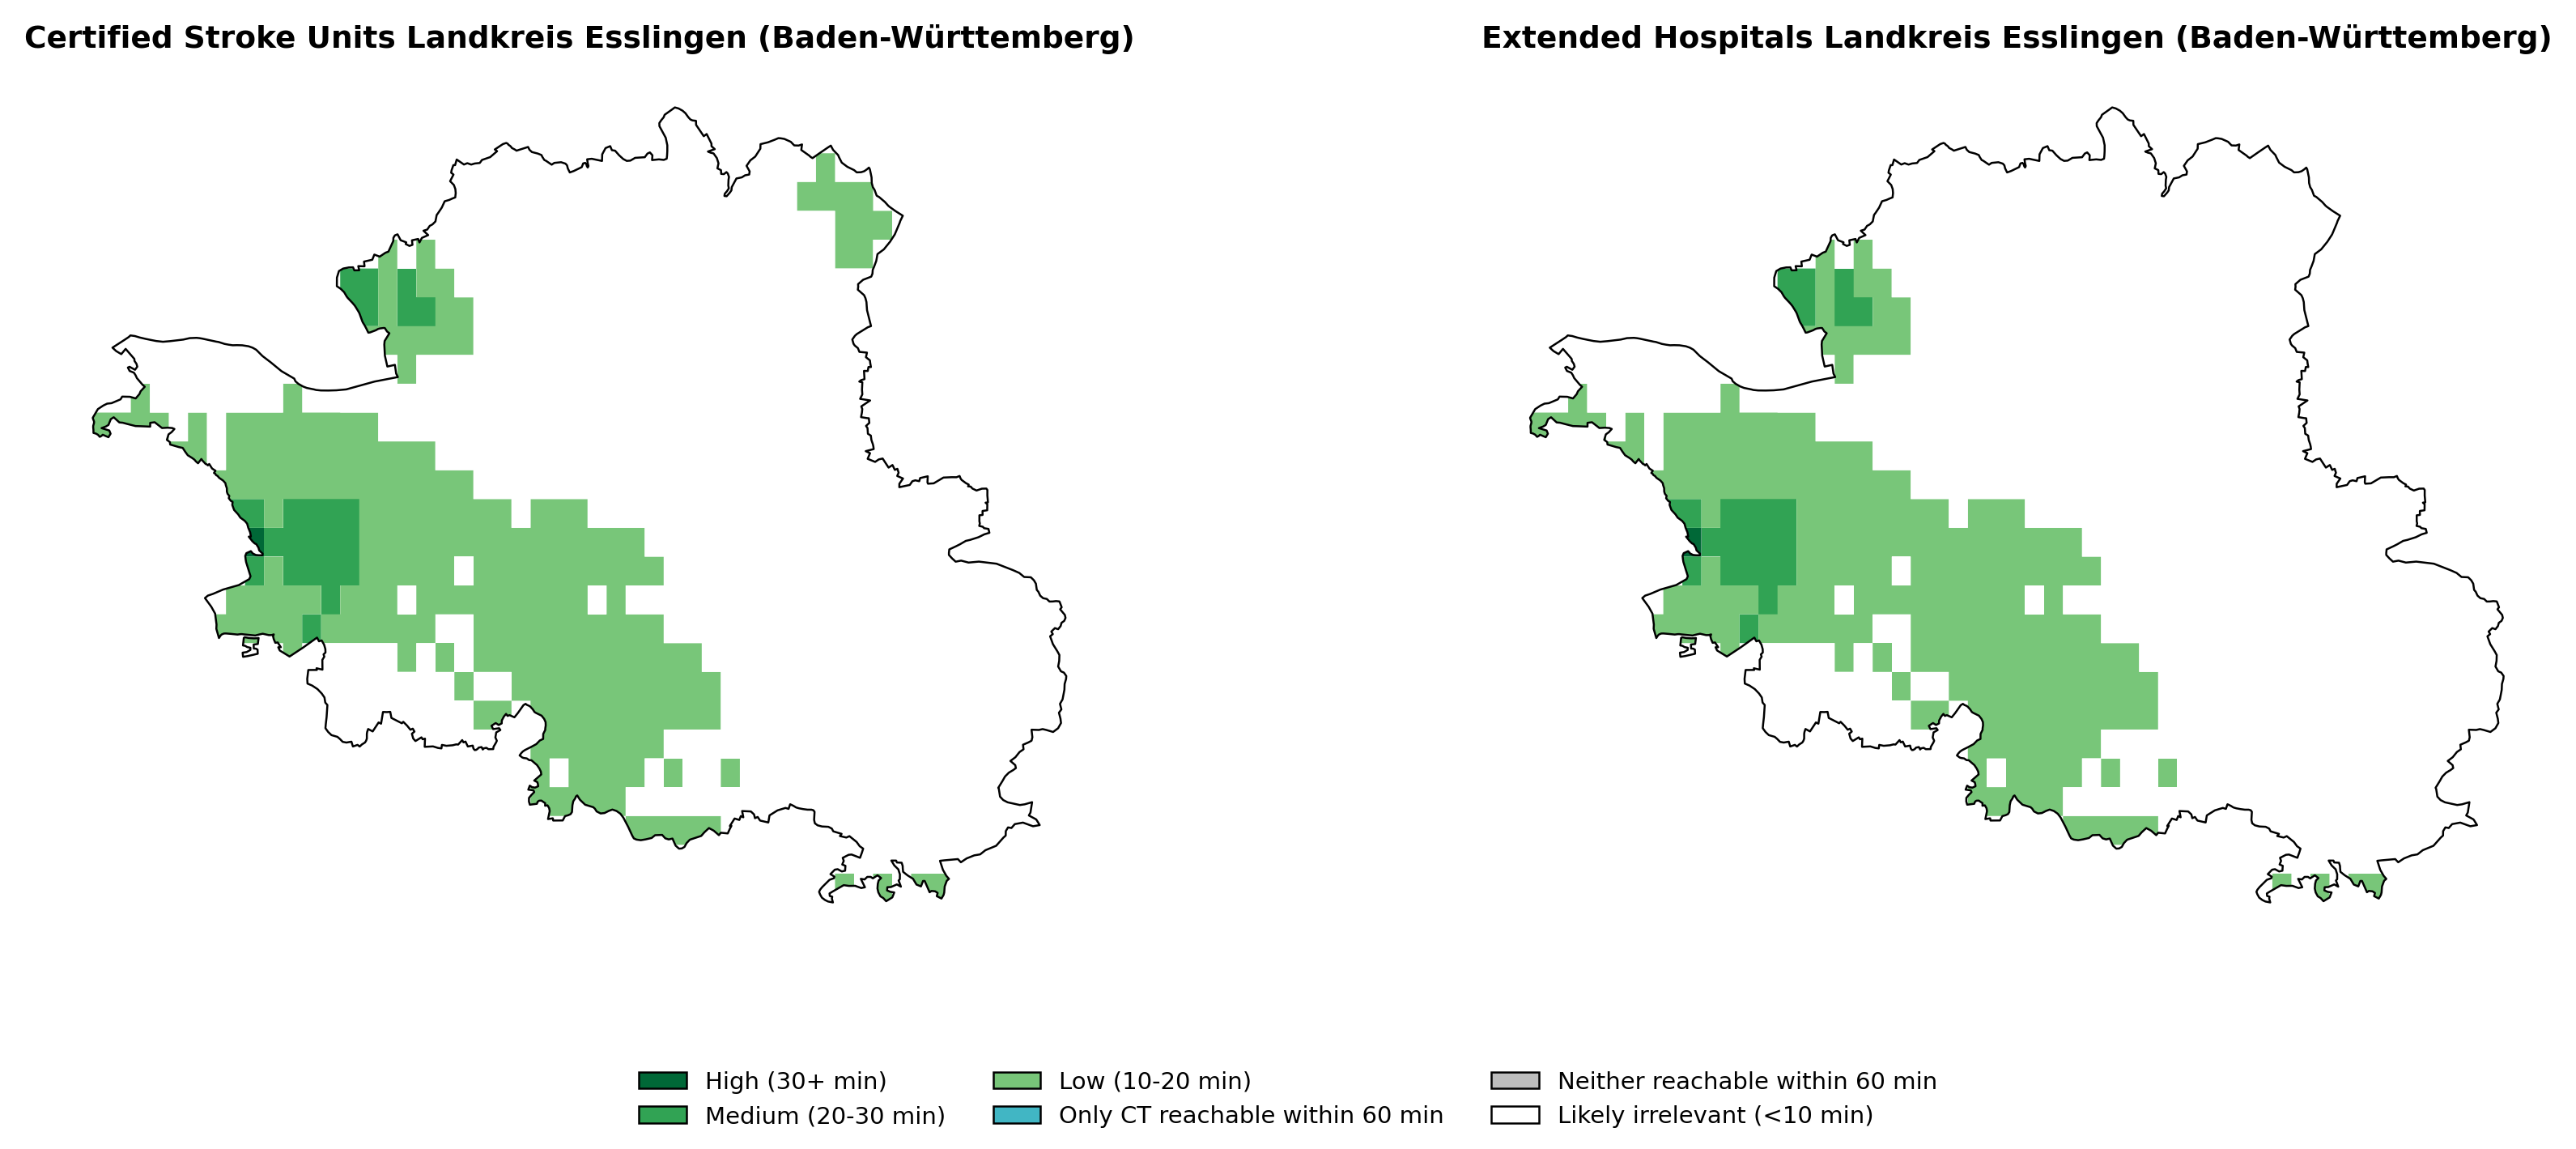 Certified Stroke Units Landkreis Esslingen (Baden-Württemberg)
Extended Hospitals Landkreis Esslingen (Baden-Württemberg)
High (30+ min)
Medium (20-30 min)
Low (10-20 min)
Only CT reachable within 60 min
Neither reachable within 60 min
Likely irrelevant (<10 min)